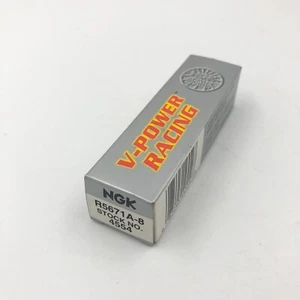 V-POWER
RACING
NGK
R5671A-8
STOCK NO.
4554